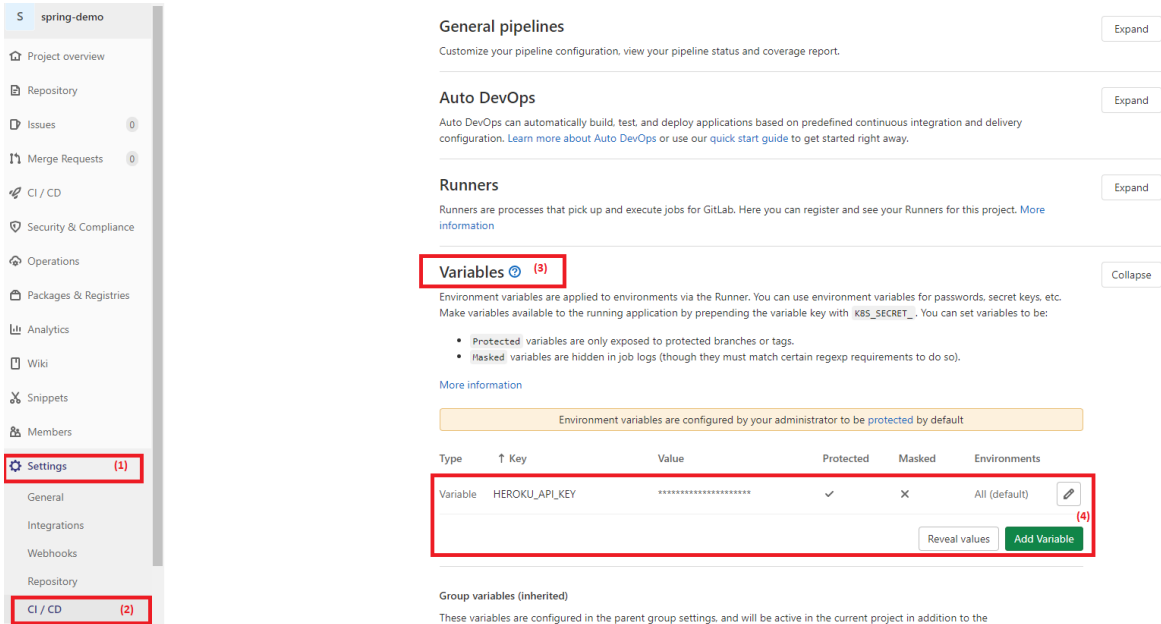 S spring-demo
Project overview
Repository
Issues 0
Merge Requests 0
CI / CD
Security & Compliance
Operations
Packages & Registries
Analytics
Wiki
Snippets
Members
Settings (1)
General
Integrations
Webhooks
Repository
CI / CD (2)
General pipelines
Expand
Customize your pipeline configuration, view your pipeline status and coverage report.
Auto DevOps
Expand
Auto DevOps can automatically build, test, and deploy applications based on predefined continuous integration and delivery
configuration. Learn more about Auto DevOps or use our quick start guide to get started right away.
Runners
Expand
Runners are processes that pick up and execute jobs for GitLab. Here you can register and see your Runners for this project. More
information
Variables ? (3)
Collapse
Environment variables are applied to environments via the Runner. You can use environment variables for passwords, secret keys, etc.
Make variables available to the running application by prepending the variable key with K8S_SECRET_. You can set variables to be:
• Protected variables are only exposed to protected branches or tags.
• Masked variables are hidden in job logs (though they must match certain regexp requirements to do so).
More information
Environment variables are configured by your administrator to be protected by default
Type ↑ Key Value Protected Masked Environments
Variable HEROKU_API_KEY ********************* ✓ ✕ All (default)
(4)
Reveal values Add Variable
Group variables (inherited)
These variables are configured in the parent group settings, and will be active in the current project in addition to the